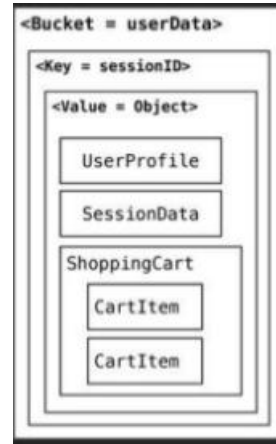 <Bucket = userData>
<Key = sessionID>
<Value = Object>
UserProfile
SessionData
ShoppingCart
CartItem
CartItem